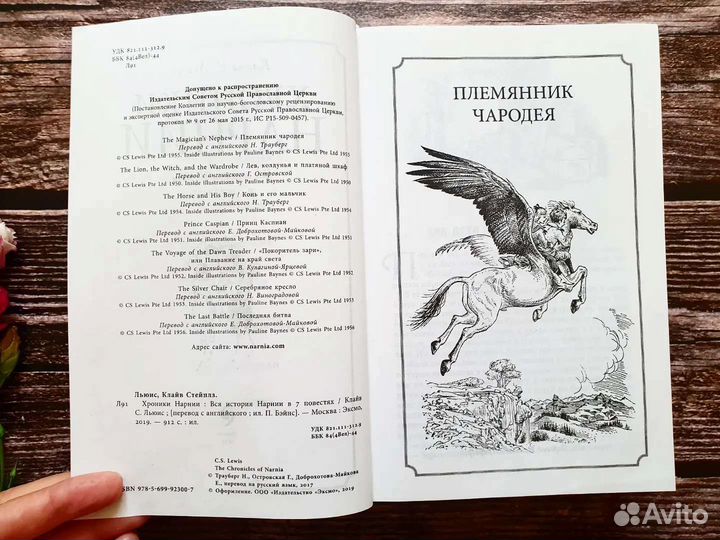 УДК 821.111-312.9
ББК 84(4Вел)-44
Л91
Допущено к распространению
Издательским Советом Русской Православной Церкви
(Постановление Коллегии по научно-богословскому рецензированию
и экспертной оценке Издательского Совета Русской Православной Церкви,
протокол № 9 от 26 мая 2015 г., ИС Р15-509-0457).
The Magician's Nephew / Племянник чародея
Перевод с английского Н. Трауберг
© CS Lewis Pte Ltd 1955. Inside illustrations by Pauline Baynes © CS Lewis Pte Ltd 1955
The Lion, the Witch, and the Wardrobe / Лев, колдунья и платяной шкаф
Перевод с английского Г. Островской
© CS Lewis Pte Ltd 1950. Inside illustrations by Pauline Baynes © CS Lewis Pte Ltd 1950
The Horse and His Boy / Конь и его мальчик
Перевод с английского Н. Трауберг
© CS Lewis Pte Ltd 1954. Inside illustrations by Pauline Baynes © CS Lewis Pte Ltd 1954
Prince Caspian / Принц Каспиан
Перевод с английского Е. Доброхотовой-Майковой
© CS Lewis Pte Ltd 1951. Inside illustrations by Pauline Baynes © CS Lewis Pte Ltd 1951
The Voyage of the Dawn Treader / «Покоритель зари»,
или Плавание на край света
Перевод с английского В. Кулагиной-Ярцевой
CS Lewis Pte Ltd 1952. Inside illustrations by Pauline Baynes © CS Lewis Pte Ltd 1952
The Silver Chair / Серебряное кресло
Перевод с английского Н. Виноградовой
CS Lewis Pte Ltd 1953. Inside illustrations by Pauline Baynes © CS Lewis Pte Ltd 1953
The Last Battle / Последняя битва
Перевод с английского Е. Доброхотовой-Майковой
CS Lewis Pte Ltd 1956. Inside illustrations by Pauline Baynes © CS Lewis Pte Ltd 1956
Адрес сайта: www.narnia.com
Льюис, Клайв Стейплз.
Л91 Хроники Нарнии : Вся история Нарнии в 7 повестях / Клайв
С. Льюис ; [перевод с английского ; ил. П. Бэйнс]. — Москва : Эксмо,
2019. — 912 с. : ил.
УДК 821.111-312.9
ББК 84(4Вел)-44
C.S. Lewis
The Chronicles of Narnia
© Трауберг Н., Островская Г., Доброхотова-Майкова
Е., перевод на русский язык, 2017
ISBN 978-5-699-92300-7 © Оформление. ООО «Издательство «Эксмо», 2019
ПЛЕМЯННИК
ЧАРОДЕЯ
Avito